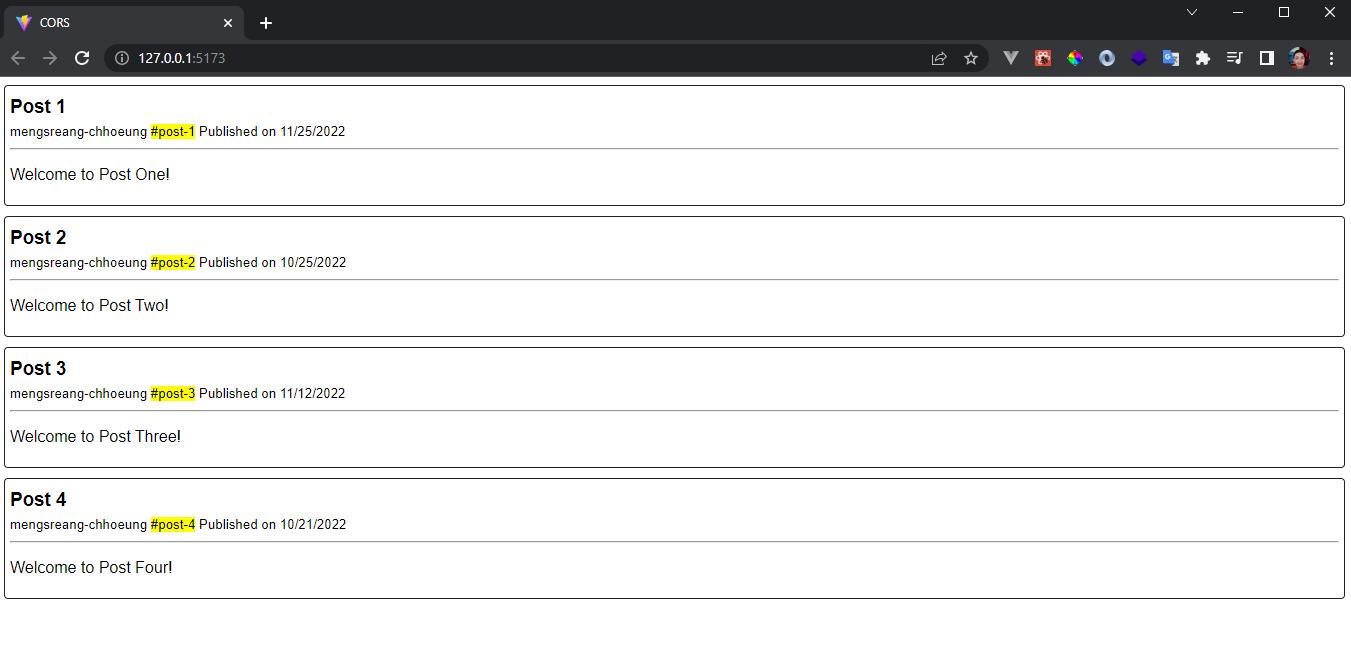 CORS
127.0.0.1:5173
Post 1
mengsreang-chhoeung #post-1 Published on 11/25/2022
Welcome to Post One!
Post 2
mengsreang-chhoeung #post-2 Published on 10/25/2022
Welcome to Post Two!
Post 3
mengsreang-chhoeung #post-3 Published on 11/12/2022
Welcome to Post Three!
Post 4
mengsreang-chhoeung #post-4 Published on 10/21/2022
Welcome to Post Four!